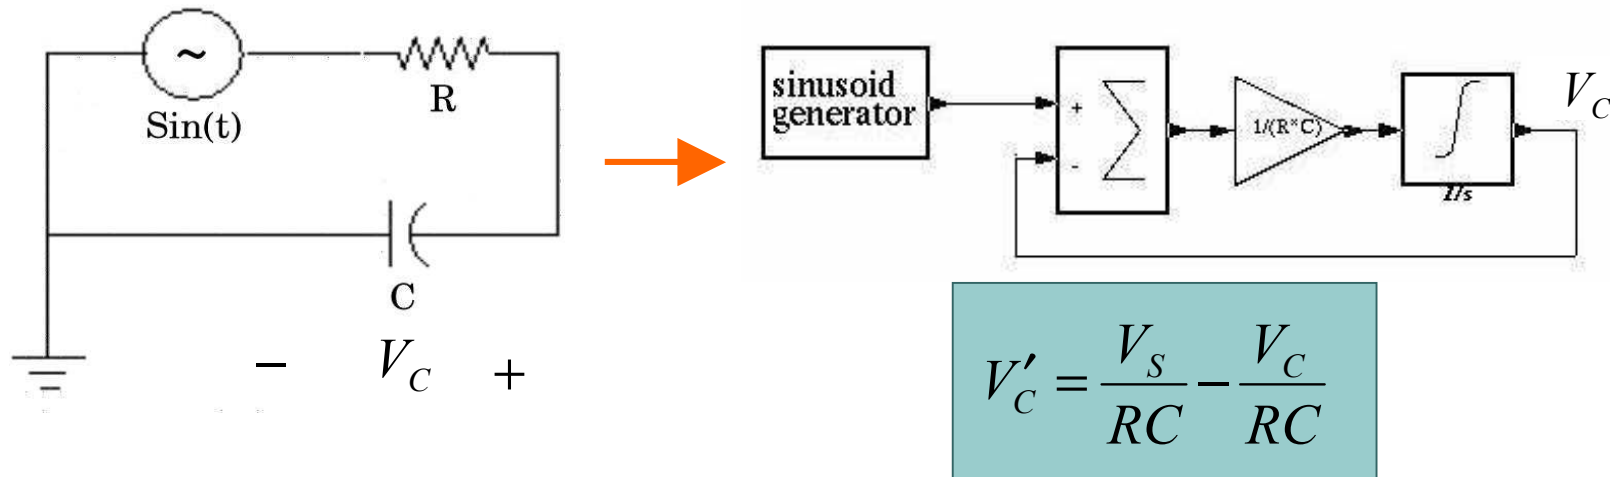 ~
Sin(t)
R
C
− V_C +
sinusoid
generator
+
-
1/(R*C)
1/s
V_C
V′_C = V_S/RC − V_C/RC